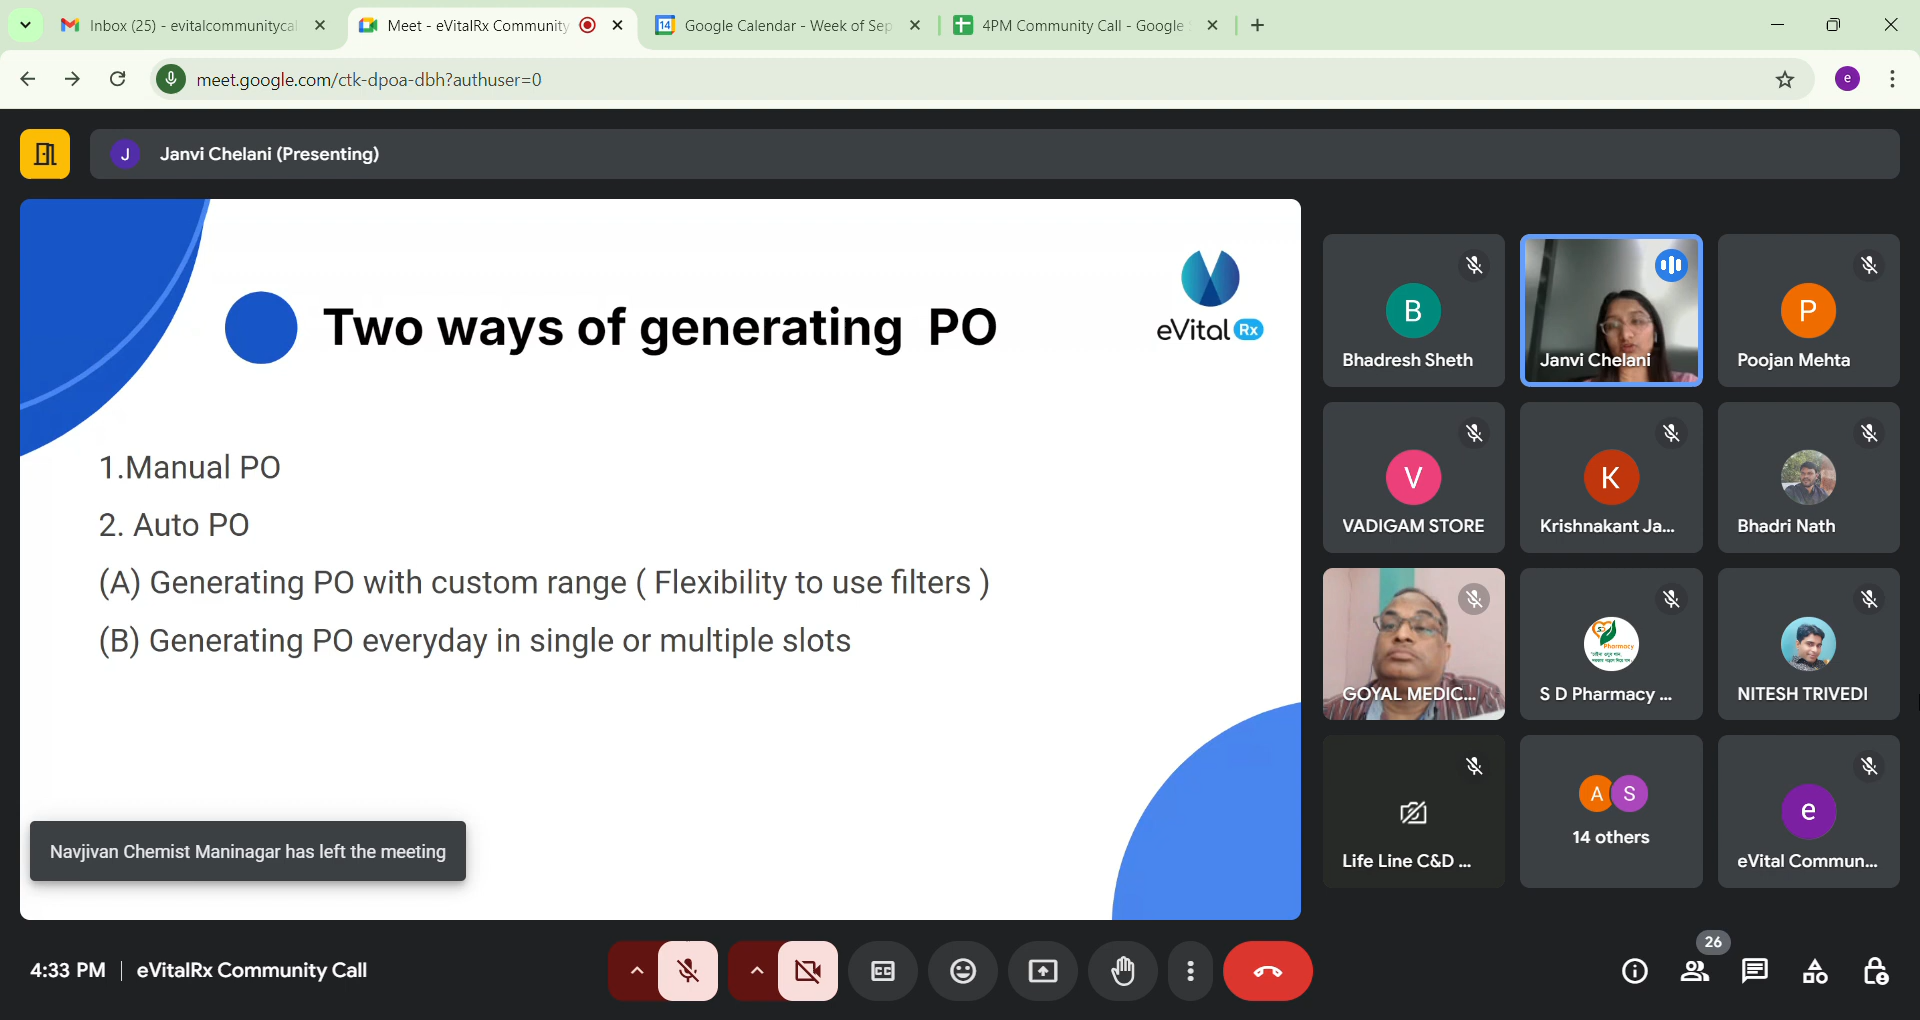 Inbox (25) - evitalcommunitycal
Meet - eVitalRx Community
14
Google Calendar - Week of Sep
4PM Community Call - Google S
meet.google.com/ctk-dpoa-dbh?authuser=0
e
J
Janvi Chelani (Presenting)
Two ways of generating PO
eVital Rx
1.Manual PO
2. Auto PO
(A) Generating PO with custom range ( Flexibility to use filters )
(B) Generating PO everyday in single or multiple slots
Navjivan Chemist Maninagar has left the meeting
B
Bhadresh Sheth
Janvi Chelani
P
Poojan Mehta
V
VADIGAM STORE
K
Krishnakant Ja...
Bhadri Nath
GOYAL MEDIC...
Pharmacy
S D Pharmacy ...
NITESH TRIVEDI
Life Line C&D ...
A S
14 others
e
eVital Commun...
4:33 PM | eVitalRx Community Call
CC
26